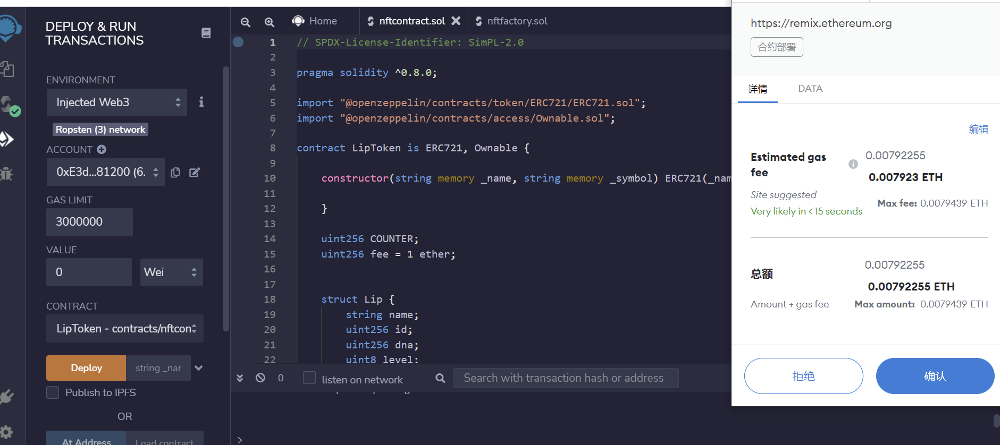 DEPLOY & RUN
TRANSACTIONS
ENVIRONMENT
Injected Web3
Ropsten (3) network
ACCOUNT
0xE3d...81200 (6.
GAS LIMIT
3000000
VALUE
0
Wei
CONTRACT
LipToken - contracts/nftcon
Deploy
string _nar
Publish to IPFS
OR
At Address
Load contract
Home
nftcontract.sol
nftfactory.sol
1 // SPDX-License-Identifier: SimPL-2.0
2
3 pragma solidity ^0.8.0;
4
5 import "@openzeppelin/contracts/token/ERC721/ERC721.sol";
6 import "@openzeppelin/contracts/access/Ownable.sol";
7
8 contract LipToken is ERC721, Ownable {
9
10 constructor(string memory _name, string memory _symbol) ERC721(_nam
11
12 }
13
14 uint256 COUNTER;
15 uint256 fee = 1 ether;
16
17
18 struct Lip {
19 string name;
20 uint256 id;
21 uint256 dna;
22 uint8 level;
0
listen on network
Search with transaction hash or address
>
https://remix.ethereum.org
合约部署
详情
DATA
编辑
Estimated gas
fee
0.00792255
0.007923 ETH
Site suggested
Very likely in < 15 seconds
Max fee: 0.0079439 ETH
总额
0.00792255
0.00792255 ETH
Amount + gas fee
Max amount: 0.0079439 ETH
拒绝
确认